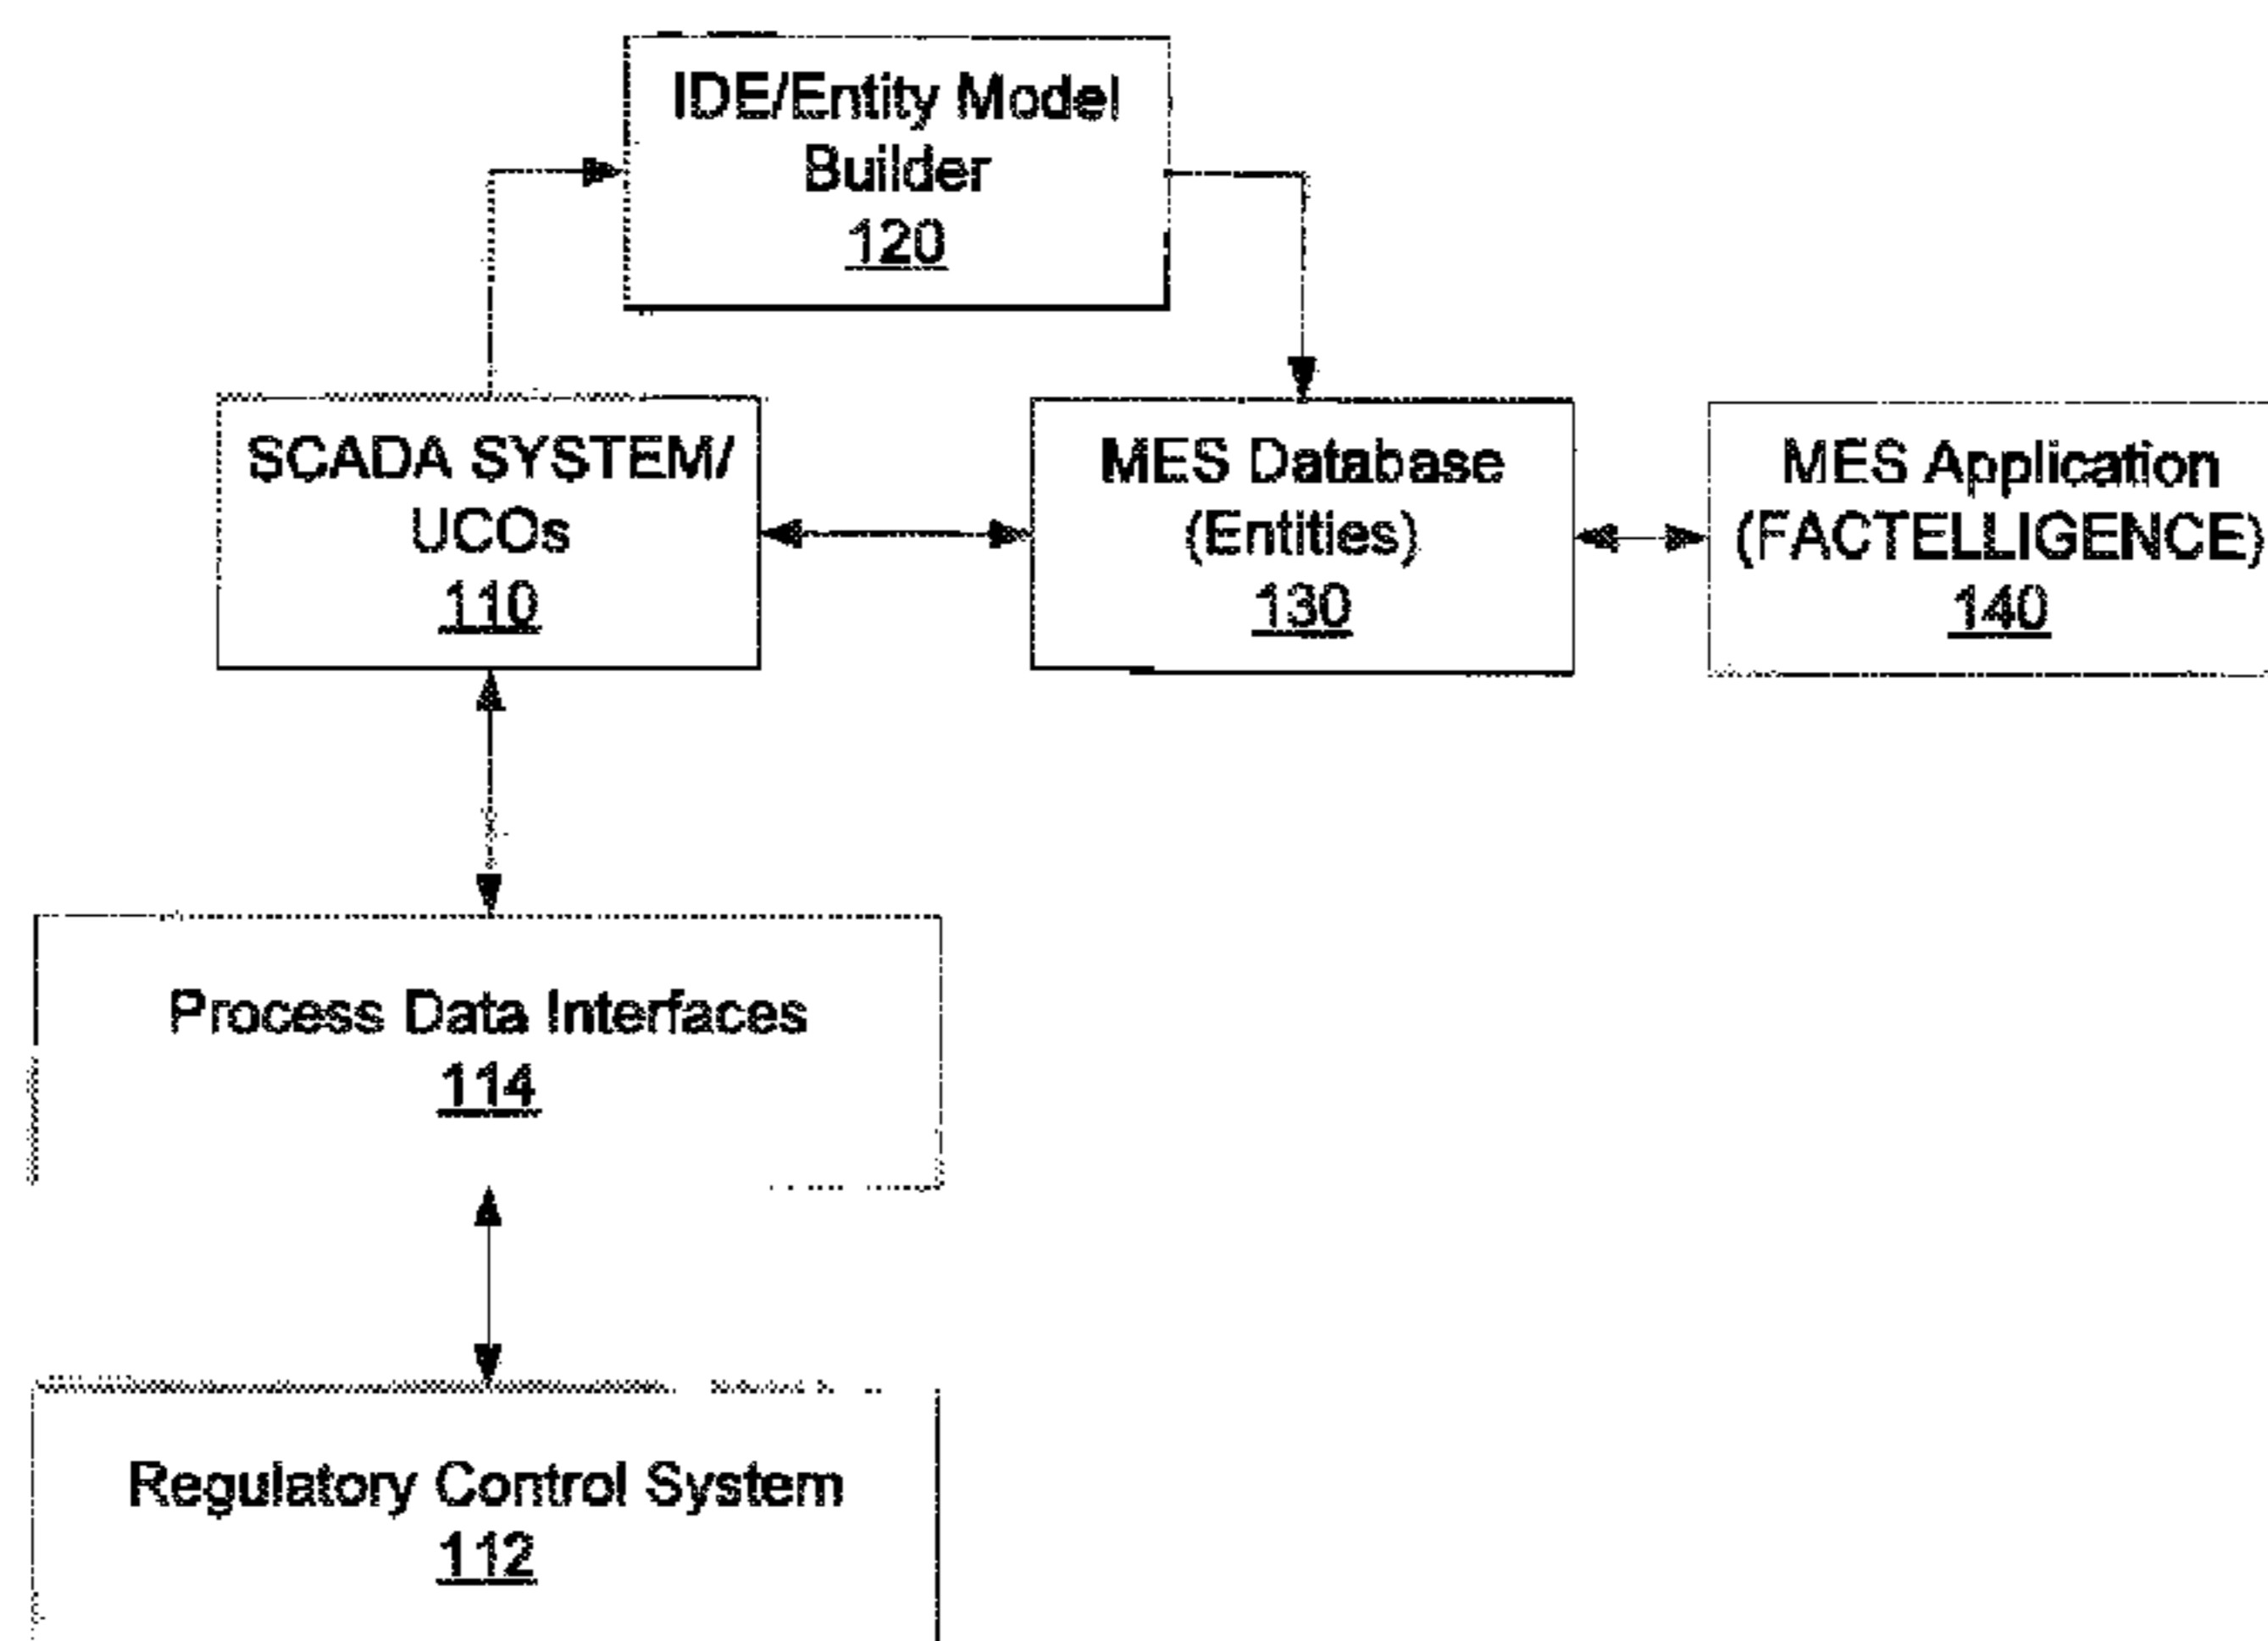 IDE/Entity Model
Builder
120
SCADA SYSTEM/
UCOs
110
MES Database
(Entities)
130
MES Application
(FACTELLIGENCE)
140
Process Data Interfaces
114
Regulatory Control System
112